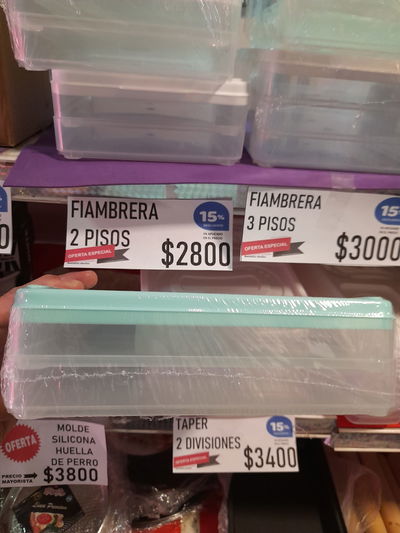 FIAMBRERA
2 PISOS
15%
OFERTA ESPECIAL
$2800
FIAMBRERA
3 PISOS
15%
OFERTA ESPECIAL
$3000
OFERTA
MOLDE
SILICONA
HUELLA
DE PERRO
PRECIO
MAYORISTA
$3800
TAPER
2 DIVISIONES
15%
OFERTA ESPECIAL
$3400